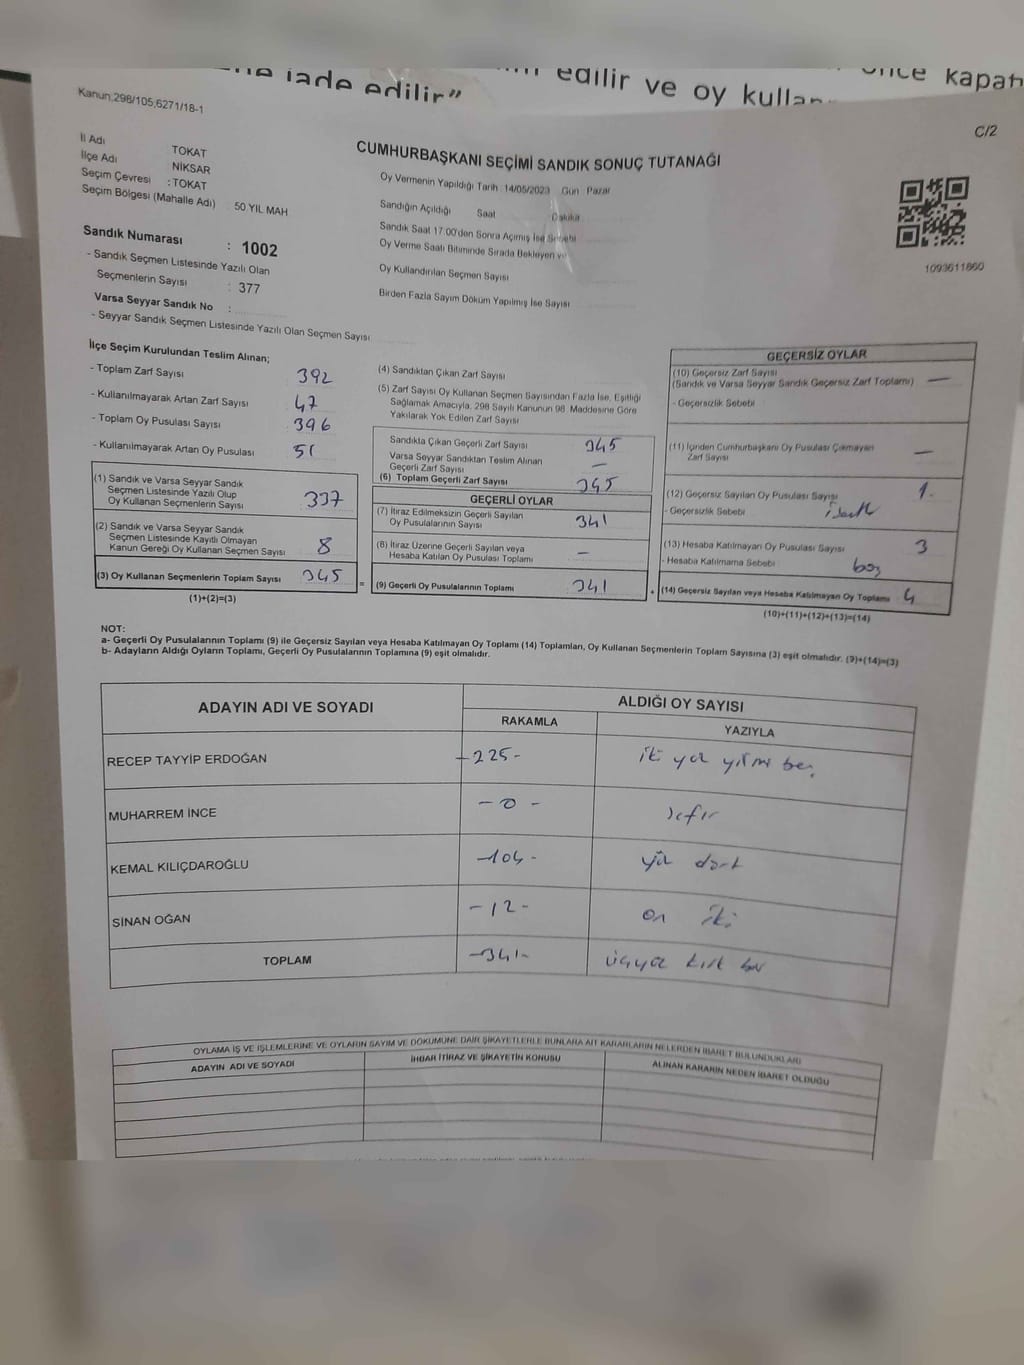 iade edilir"
edilir ve oy
önce
Kanun;298/105,6271/18-1
C/2
İl Adı TOKAT
İlçe Adı NİKSAR
Seçim Çevresi : TOKAT
Seçim Bölgesi (Mahalle Adı) : 50 YIL MAH
Sandık Numarası : 1002
- Sandık Seçmen Listesinde Yazılı Olan
Seçmenlerin Sayısı : 377
Varsa Seyyar Sandık No :
- Seyyar Sandık Seçmen Listesinde Yazılı Olan Seçmen Sayısı
CUMHURBAŞKANI SEÇİMİ SANDIK SONUÇ TUTANAĞI
Oy Vermenin Yapıldığı Tarih : 14/05/2023 Gün : Pazar
Sandığın Açıldığı Saat Dakika
Sandık Saat 17:00'den Sonra Açılmış İse Sebebi
Oy Verme Saati Bitiminde Sırada Bekleyen ve
Oy Kullandırılan Seçmen Sayısı
Birden Fazla Sayım Döküm Yapılmış İse Sayısı
1093611860
İlçe Seçim Kurulundan Teslim Alınan;
- Toplam Zarf Sayısı 392
- Kullanılmayarak Artan Zarf Sayısı 47
- Toplam Oy Pusulası Sayısı 396
- Kullanılmayarak Artan Oy Pusulası 51
(1) Sandık ve Varsa Seyyar Sandık
Seçmen Listesinde Yazılı Olup
Oy Kullanan Seçmenlerin Sayısı 337
(2) Sandık ve Varsa Seyyar Sandık
Seçmen Listesinde Kayıtlı Olmayan
Kanun Gereği Oy Kullanan Seçmen Sayısı 8
(3) Oy Kullanan Seçmenlerin Toplam Sayısı 345
(1)+(2)=(3)
(4) Sandıktan Çıkan Zarf Sayısı
(5) Zarf Sayısı Oy Kullanan Seçmen Sayısından Fazla İse, Eşitliği
Sağlamak Amacıyla, 298 Sayılı Kanunun 98. Maddesine Göre
Yakılarak Yok Edilen Zarf Sayısı
Sandıkta Çıkan Geçerli Zarf Sayısı 345
Varsa Seyyar Sandıktan Teslim Alınan
Geçerli Zarf Sayısı —
(6) Toplam Geçerli Zarf Sayısı 345
GEÇERLİ OYLAR
(7) İtiraz Edilmeksizin Geçerli Sayılan
Oy Pusulalarının Sayısı 341
(8) İtiraz Üzerine Geçerli Sayılan veya
Hesaba Katılan Oy Pusulası Toplamı —
= (9) Geçerli Oy Pusulalarının Toplamı 341
GEÇERSİZ OYLAR
(10) Geçersiz Zarf Sayısı
(Sandık ve Varsa Seyyar Sandık Geçersiz Zarf Toplamı) —
- Geçersizlik Sebebi
(11) İçinden Cumhurbaşkanı Oy Pusulası Çıkmayan
Zarf Sayısı —
(12) Geçersiz Sayılan Oy Pusulası Sayısı 1-
- Geçersizlik Sebebi
(13) Hesaba Katılmayan Oy Pusulası Sayısı 3
- Hesaba Katılmama Sebebi boş
+ (14) Geçersiz Sayılan veya Hesaba Katılmayan Oy Toplamı 4
(10)+(11)+(12)+(13)=(14)
NOT:
a- Geçerli Oy Pusulalarının Toplamı (9) ile Geçersiz Sayılan veya Hesaba Katılmayan Oy Toplamı (14) Toplamları, Oy Kullanan Seçmenlerin Toplam Sayısına (3) eşit olmalıdır. (9)+(14)=(3)
b- Adayların Aldığı Oyların Toplamı, Geçerli Oy Pusulalarının Toplamına (9) eşit olmalıdır.
ADAYIN ADI VE SOYADI ALDIĞI OY SAYISI
RAKAMLA YAZIYLA
RECEP TAYYİP ERDOĞAN -225- iki yüz yirmi beş
MUHARREM İNCE -0- sıfır
KEMAL KILIÇDAROĞLU -104- yüz dört
SİNAN OĞAN -12- on iki
TOPLAM -341- üçyüz kırk bir
OYLAMA İŞ VE İŞLEMLERİNE VE OYLARIN SAYIM VE DÖKÜMÜNE DAİR ŞİKAYETLERLE BUNLARA AİT KARARLARIN NELERDEN İBARET BULUNDUKLARI
ADAYIN ADI VE SOYADI İHBAR İTİRAZ VE ŞİKAYETİN KONUSU ALINAN KARARIN NEDEN İBARET OLDUĞU